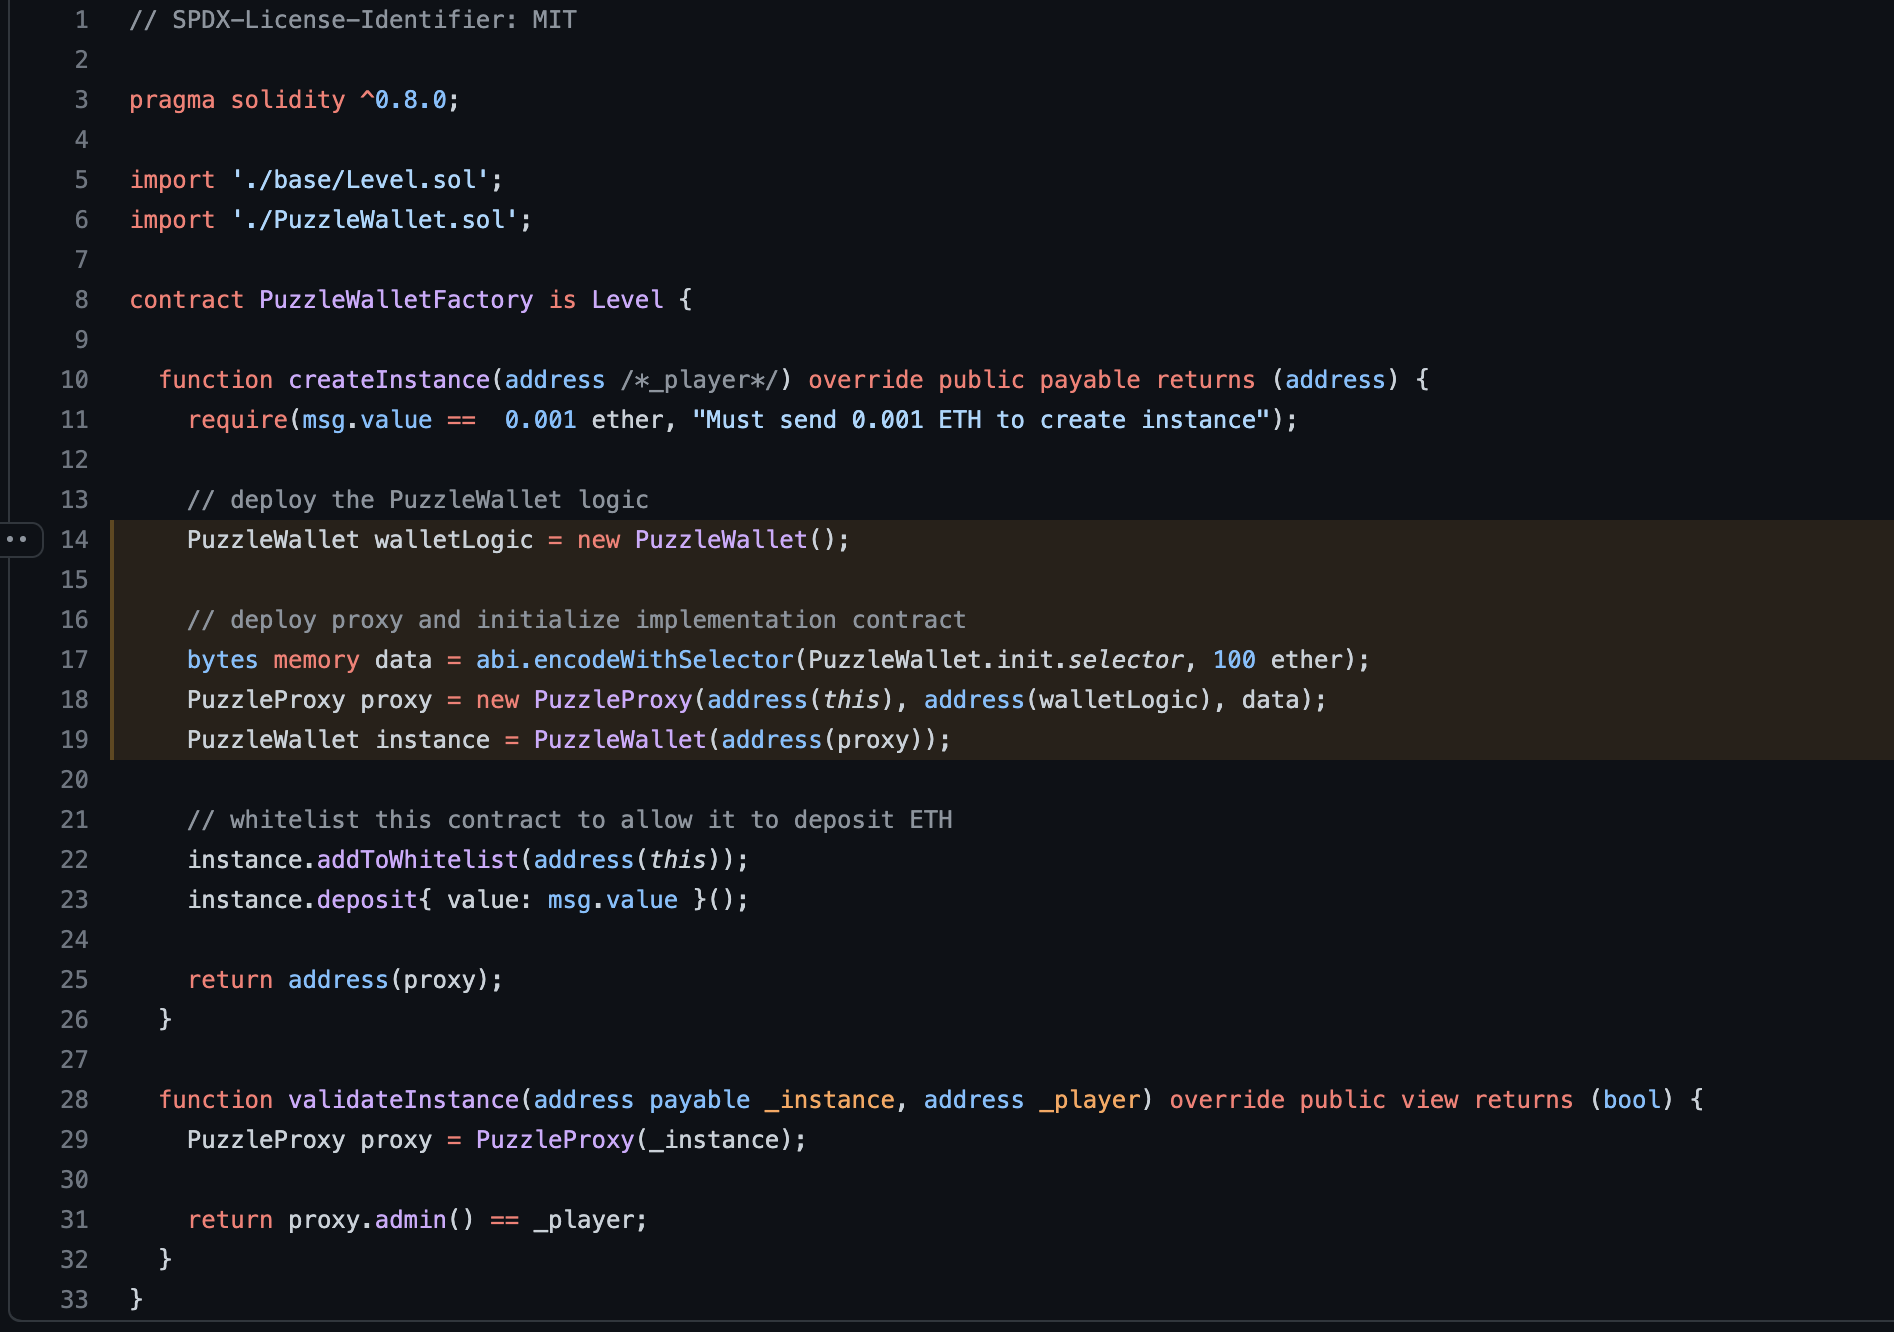 1 // SPDX-License-Identifier: MIT
2
3 pragma solidity ^0.8.0;
4
5 import './base/Level.sol';
6 import './PuzzleWallet.sol';
7
8 contract PuzzleWalletFactory is Level {
9
10 function createInstance(address /*_player*/) override public payable returns (address) {
11 require(msg.value ==  0.001 ether, "Must send 0.001 ETH to create instance");
12
13 // deploy the PuzzleWallet logic
14 PuzzleWallet walletLogic = new PuzzleWallet();
15
16 // deploy proxy and initialize implementation contract
17 bytes memory data = abi.encodeWithSelector(PuzzleWallet.init.selector, 100 ether);
18 PuzzleProxy proxy = new PuzzleProxy(address(this), address(walletLogic), data);
19 PuzzleWallet instance = PuzzleWallet(address(proxy));
20
21 // whitelist this contract to allow it to deposit ETH
22 instance.addToWhitelist(address(this));
23 instance.deposit{ value: msg.value }();
24
25 return address(proxy);
26 }
27
28 function validateInstance(address payable _instance, address _player) override public view returns (bool) {
29 PuzzleProxy proxy = PuzzleProxy(_instance);
30
31 return proxy.admin() == _player;
32 }
33 }